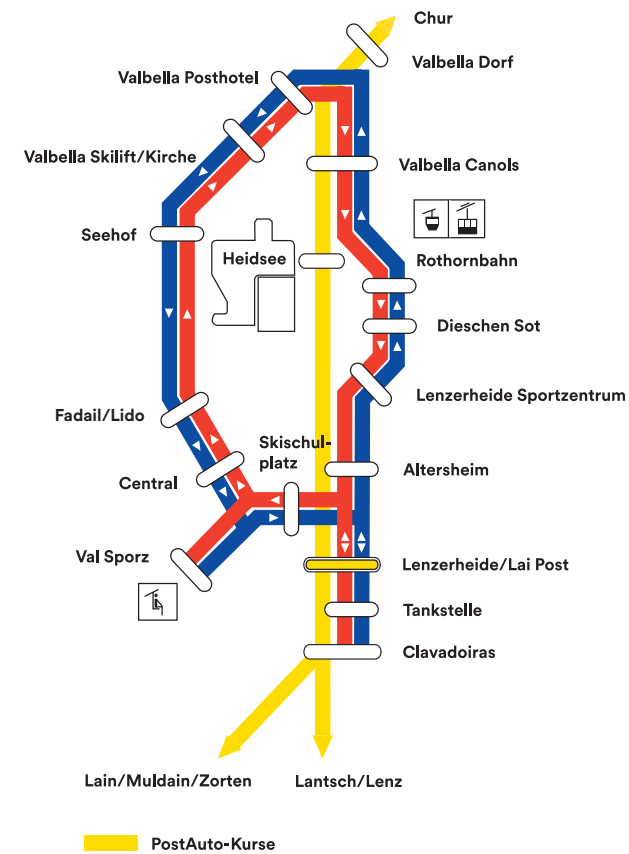 Chur
Valbella Dorf
Valbella Posthotel
Valbella Skilift/Kirche
Valbella Canols
Seehof
Heidsee
Rothornbahn
Dieschen Sot
Lenzerheide Sportzentrum
Fadail/Lido
Skischul-
platz
Altersheim
Central
Val Sporz
Lenzerheide/Lai Post
Tankstelle
Clavadoiras
Lain/Muldain/Zorten
Lantsch/Lenz
PostAuto-Kurse